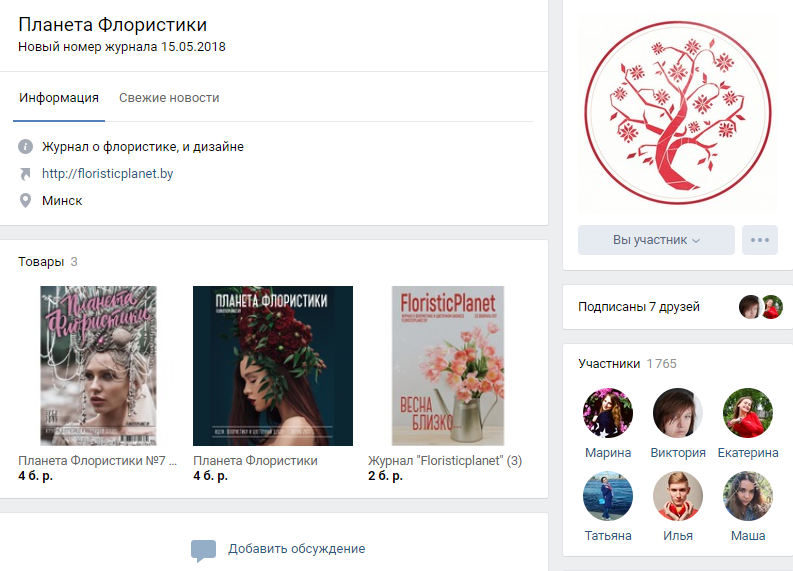 Планета Флористики
Новый номер журнала 15.05.2018
Информация Свежие новости
Журнал о флористике, и дизайне
http://floristicplanet.by
Минск
Товары 3
Планета
Флористики
ПЛАНЕТА ФЛОРИСТИКИ
FloristicPlanet
ВЕСНА
БЛИЗКО...
Планета Флористики №7 ...
4 б. р.
Планета Флористики
4 б. р.
Журнал "Floristicplanet" (3)
2 б. р.
Добавить обсуждение
Вы участник
Подписаны 7 друзей
Участники 1 765
Марина Виктория Екатерина
Татьяна Илья Маша